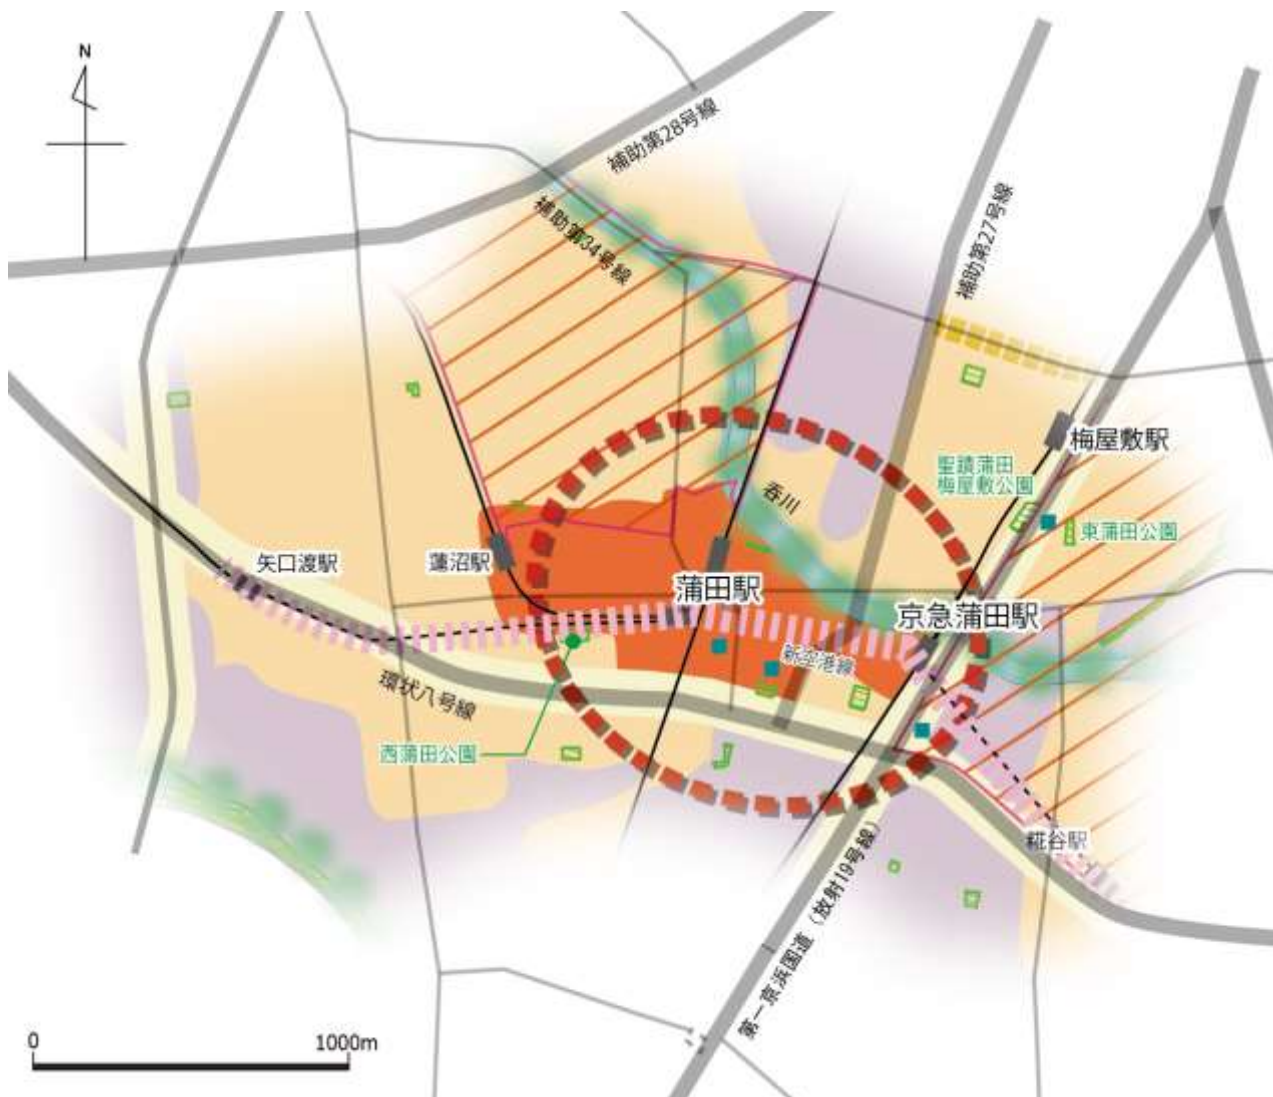 N
補助第28号線
補助第34号線
補助第27号線
梅屋敷駅
聖蹟蒲田
梅屋敷公園
呑川
東蒲田公園
矢口渡駅
蓮沼駅
蒲田駅
京急蒲田駅
新空港線
環状八号線
西蒲田公園
糀谷駅
第一京浜国道（放射19号線）
0
1000m